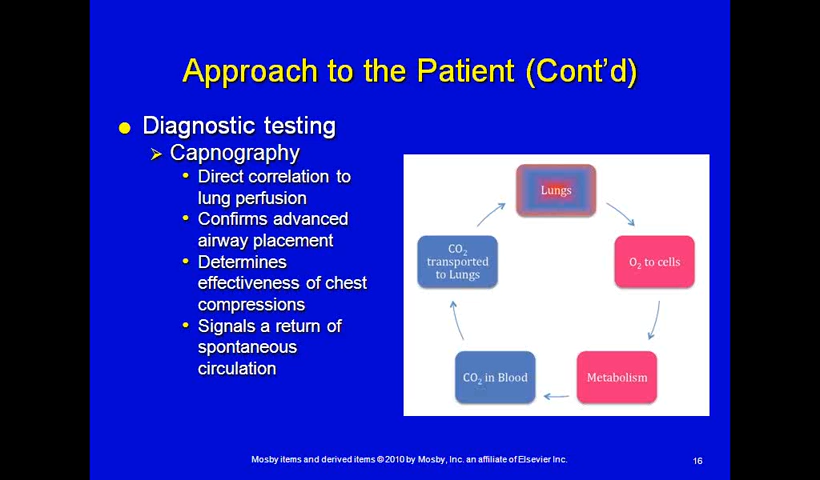 Approach to the Patient (Cont’d)
Diagnostic testing
Capnography
Direct correlation to
lung perfusion
Confirms advanced
airway placement
Determines
effectiveness of chest
compressions
Signals a return of
spontaneous
circulation
Lungs
O₂ to cells
Metabolism
CO₂ in Blood
CO₂
transported
to Lungs
Mosby items and derived items © 2010 by Mosby, Inc. an affiliate of Elsevier Inc.
16